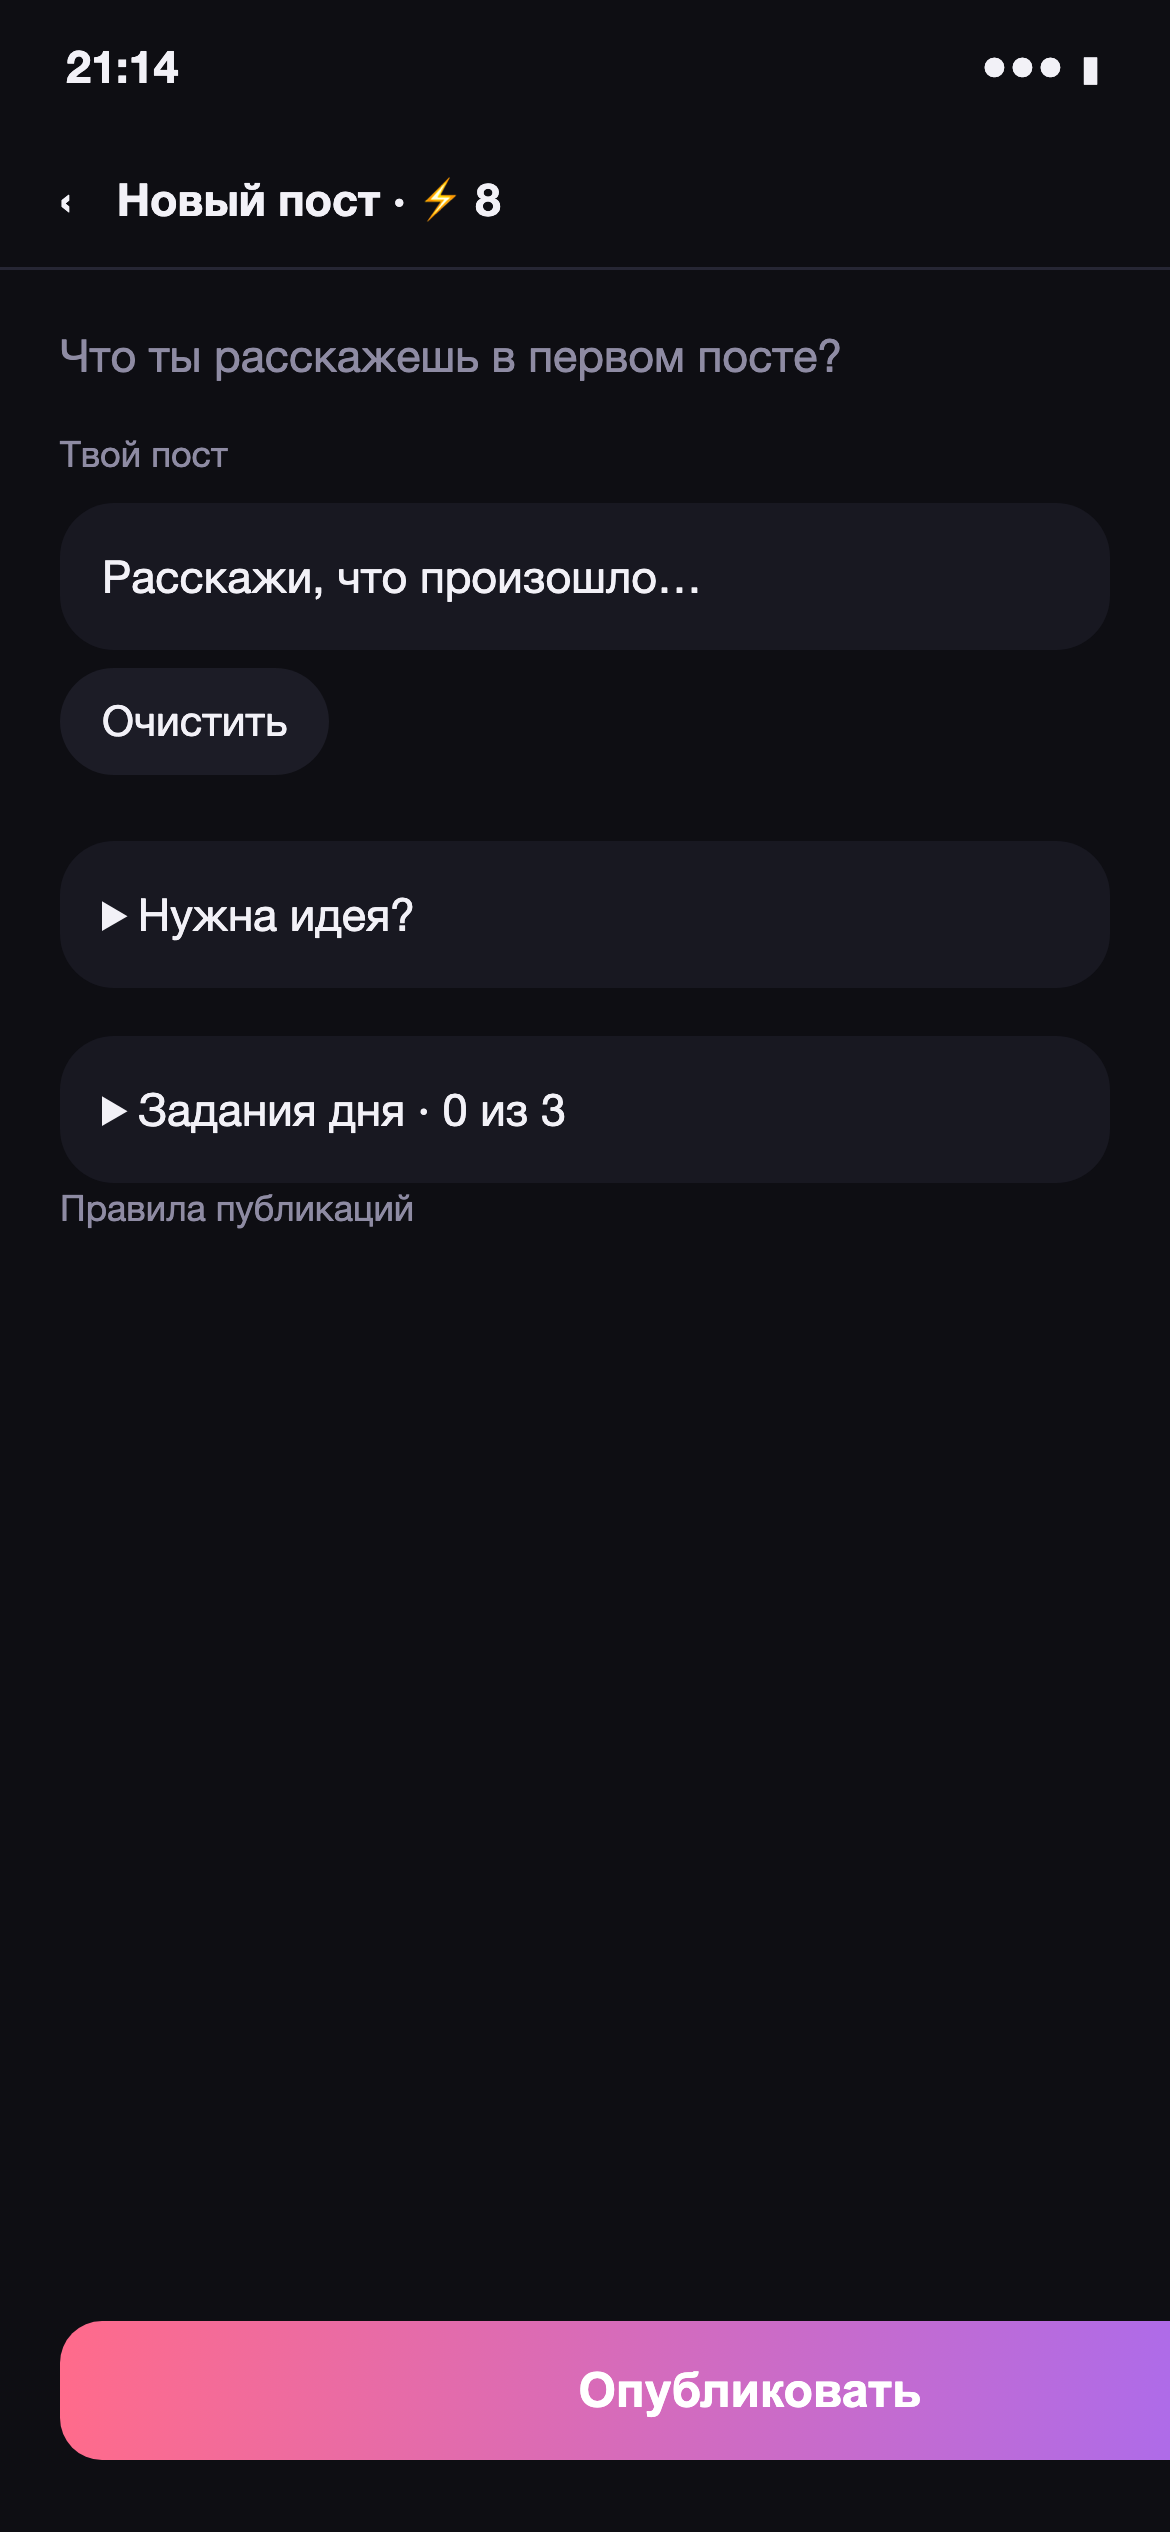 21:14
‹ Новый пост · ⚡ 8
Что ты расскажешь в первом посте?
Твой пост
Расскажи, что произошло…
Очистить
▶ Нужна идея?
▶ Задания дня · 0 из 3
Правила публикаций
Опубликовать